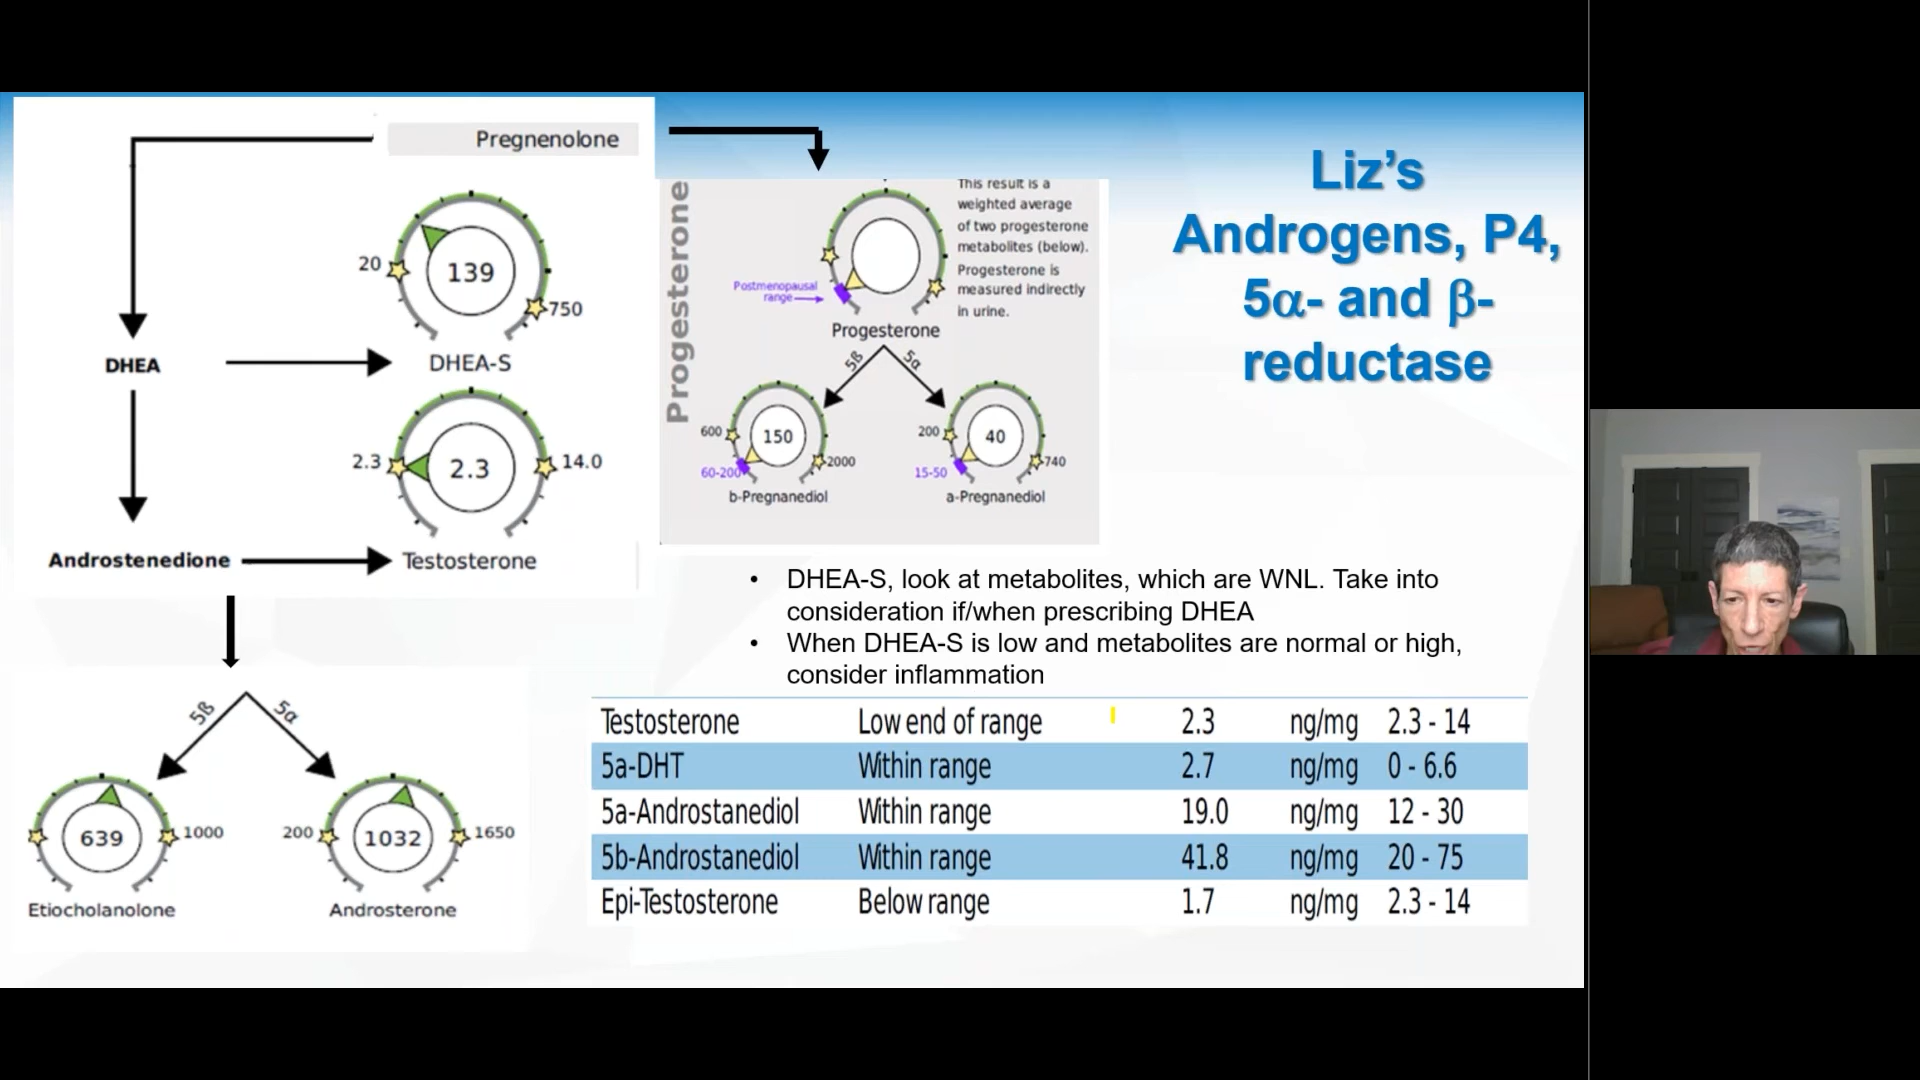 Pregnenolone
20
139
750
DHEA
DHEA-S
2.3
2.3
14.0
Androstenedione
Testosterone
5ß
5α
639
1000
Etiocholanolone
200
1032
1650
Androsterone
Progesterone
This result is a
weighted average
of two progesterone
metabolites (below).
Progesterone is
measured indirectly
in urine.
Postmenopausal
range
Progesterone
5ß
5α
600
150
2000
60-200
b-Pregnanediol
200
40
740
15-50
a-Pregnanediol
Liz’s
Androgens, P4,
5α- and β-
reductase
• DHEA-S, look at metabolites, which are WNL. Take into
consideration if/when prescribing DHEA
• When DHEA-S is low and metabolites are normal or high,
consider inflammation
Testosterone Low end of range 2.3 ng/mg 2.3 - 14
5a-DHT Within range 2.7 ng/mg 0 - 6.6
5a-Androstanediol Within range 19.0 ng/mg 12 - 30
5b-Androstanediol Within range 41.8 ng/mg 20 - 75
Epi-Testosterone Below range 1.7 ng/mg 2.3 - 14